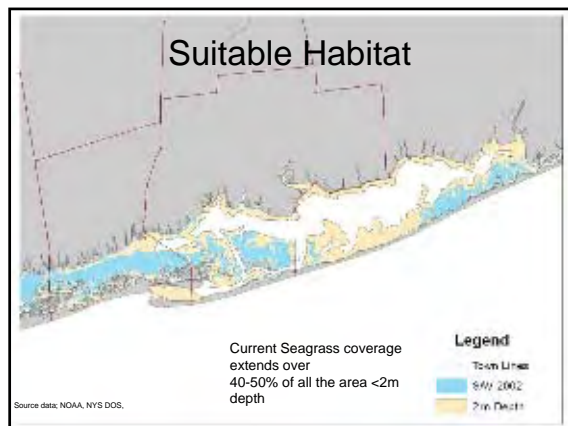 Suitable Habitat
Current Seagrass coverage
extends over
40-50% of all the area <2m
depth
Legend
Town Lines
SAV 2002
2m Depth
Source data; NOAA, NYS DOS,